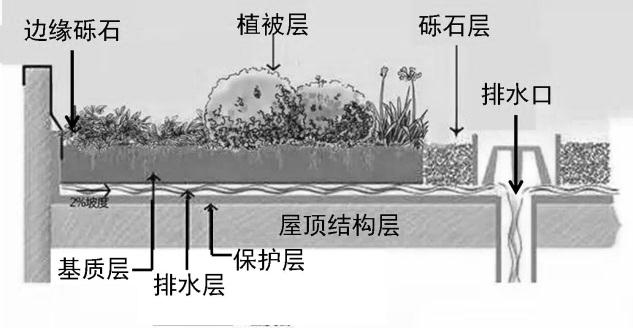 边缘砾石
植被层
砾石层
排水口
2%坡度
屋顶结构层
保护层
基质层
排水层